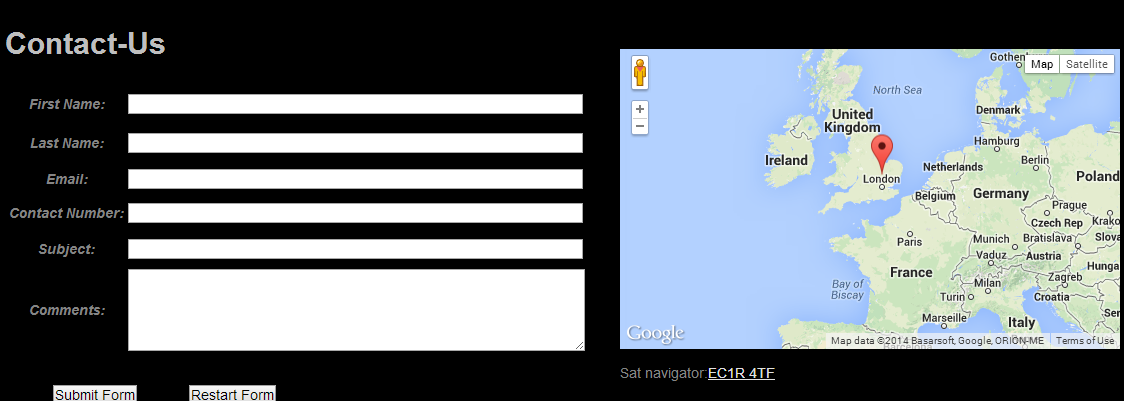 Contact-Us
First Name:
Last Name:
Email:
Contact Number:
Subject:
Comments:
Submit Form Restart Form
Map Satellite
+
−
North Sea
United
Kingdom
Denmark
Ireland
Hamburg
London
Netherlands
Berlin
Poland
Belgium
Germany
Prague
Paris
Czech Rep
Krako
Munich
Bratislava
Slova
Vaduz
Austria
France
Hunga
Bay of
Biscay
Milan
Zagreb
Turin
Croatia
Marseille
Italy
Ser
Google
Map data ©2014 Basarsoft, Google, ORION-ME Terms of Use
Sat navigator:EC1R 4TF